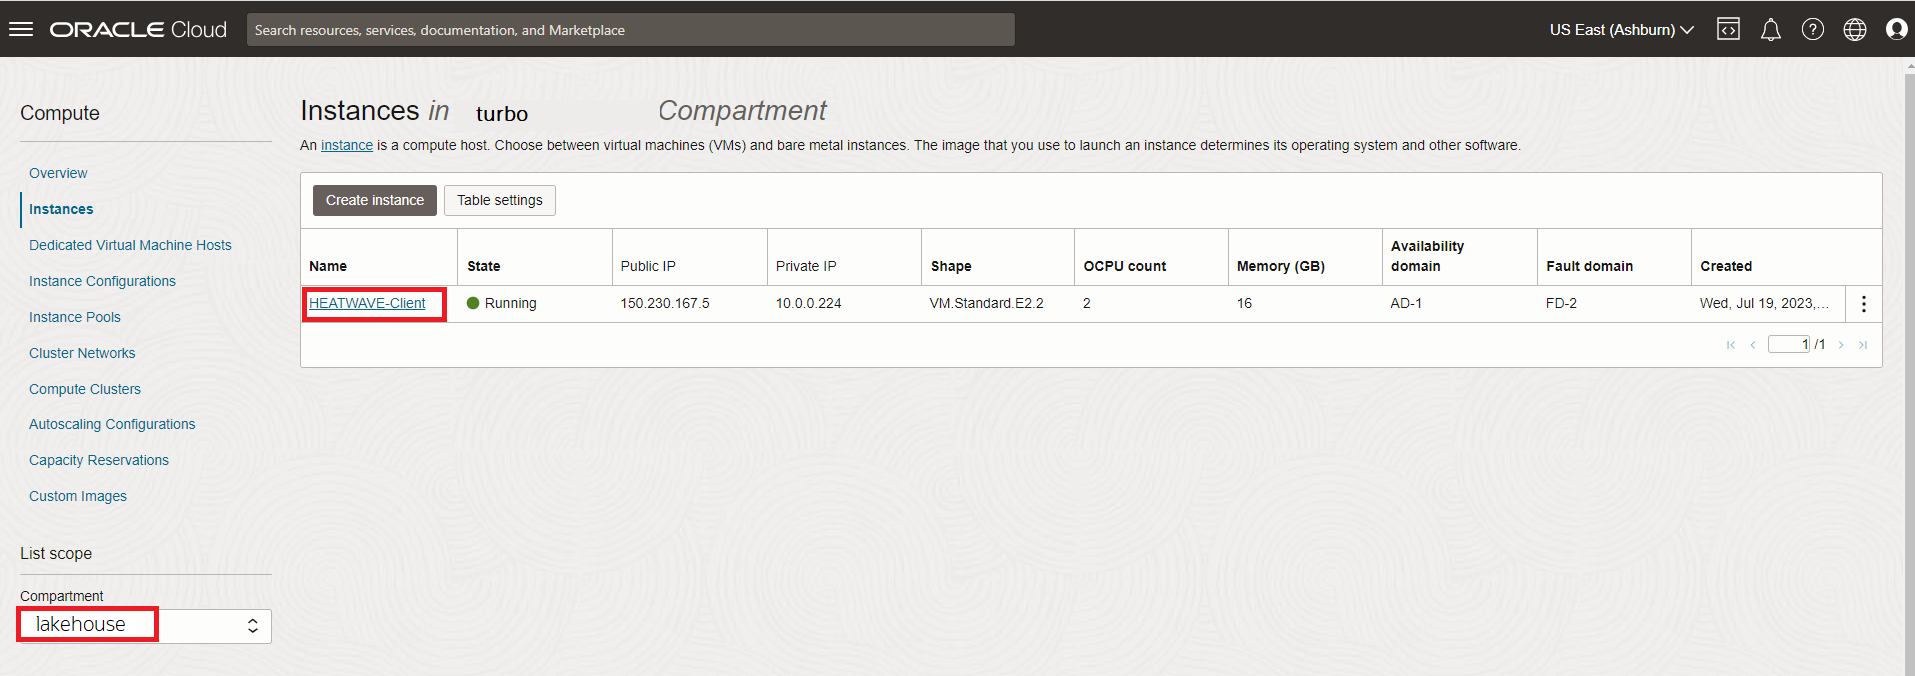 ORACLE Cloud
Search resources, services, documentation, and Marketplace
US East (Ashburn)
Compute
Overview
Instances
Dedicated Virtual Machine Hosts
Instance Configurations
Instance Pools
Cluster Networks
Compute Clusters
Autoscaling Configurations
Capacity Reservations
Custom Images
List scope
Compartment
lakehouse
Instances in turbo Compartment
An instance is a compute host. Choose between virtual machines (VMs) and bare metal instances. The image that you use to launch an instance determines its operating system and other software.
Create instance Table settings
Name State Public IP Private IP Shape OCPU count Memory (GB) Availability domain Fault domain Created
HEATWAVE-Client Running 150.230.167.5 10.0.0.224 VM.Standard.E2.2 2 16 AD-1 FD-2 Wed, Jul 19, 2023,...
1 /1